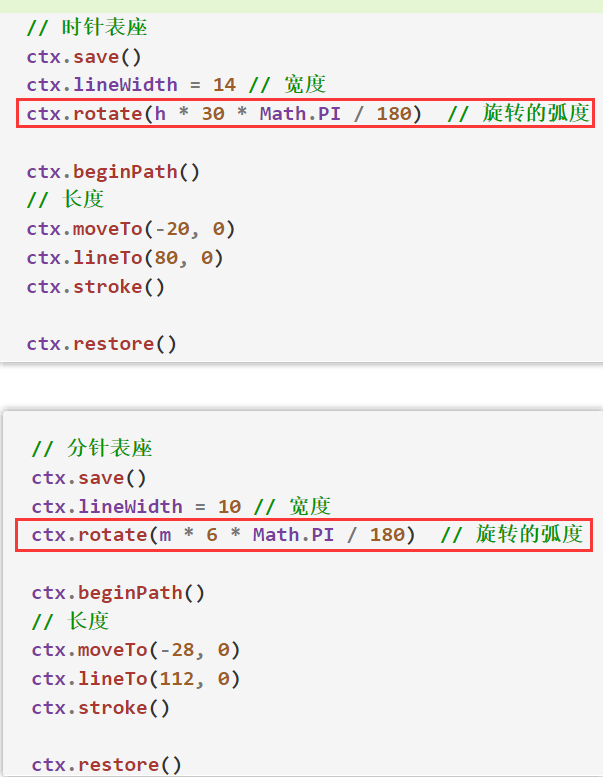 // 时针表座
ctx.save()
ctx.lineWidth = 14 // 宽度
ctx.rotate(h * 30 * Math.PI / 180)  // 旋转的弧度
ctx.beginPath()
// 长度
ctx.moveTo(-20, 0)
ctx.lineTo(80, 0)
ctx.stroke()
ctx.restore()
// 分针表座
ctx.save()
ctx.lineWidth = 10 // 宽度
ctx.rotate(m * 6 * Math.PI / 180)  // 旋转的弧度
ctx.beginPath()
// 长度
ctx.moveTo(-28, 0)
ctx.lineTo(112, 0)
ctx.stroke()
ctx.restore()